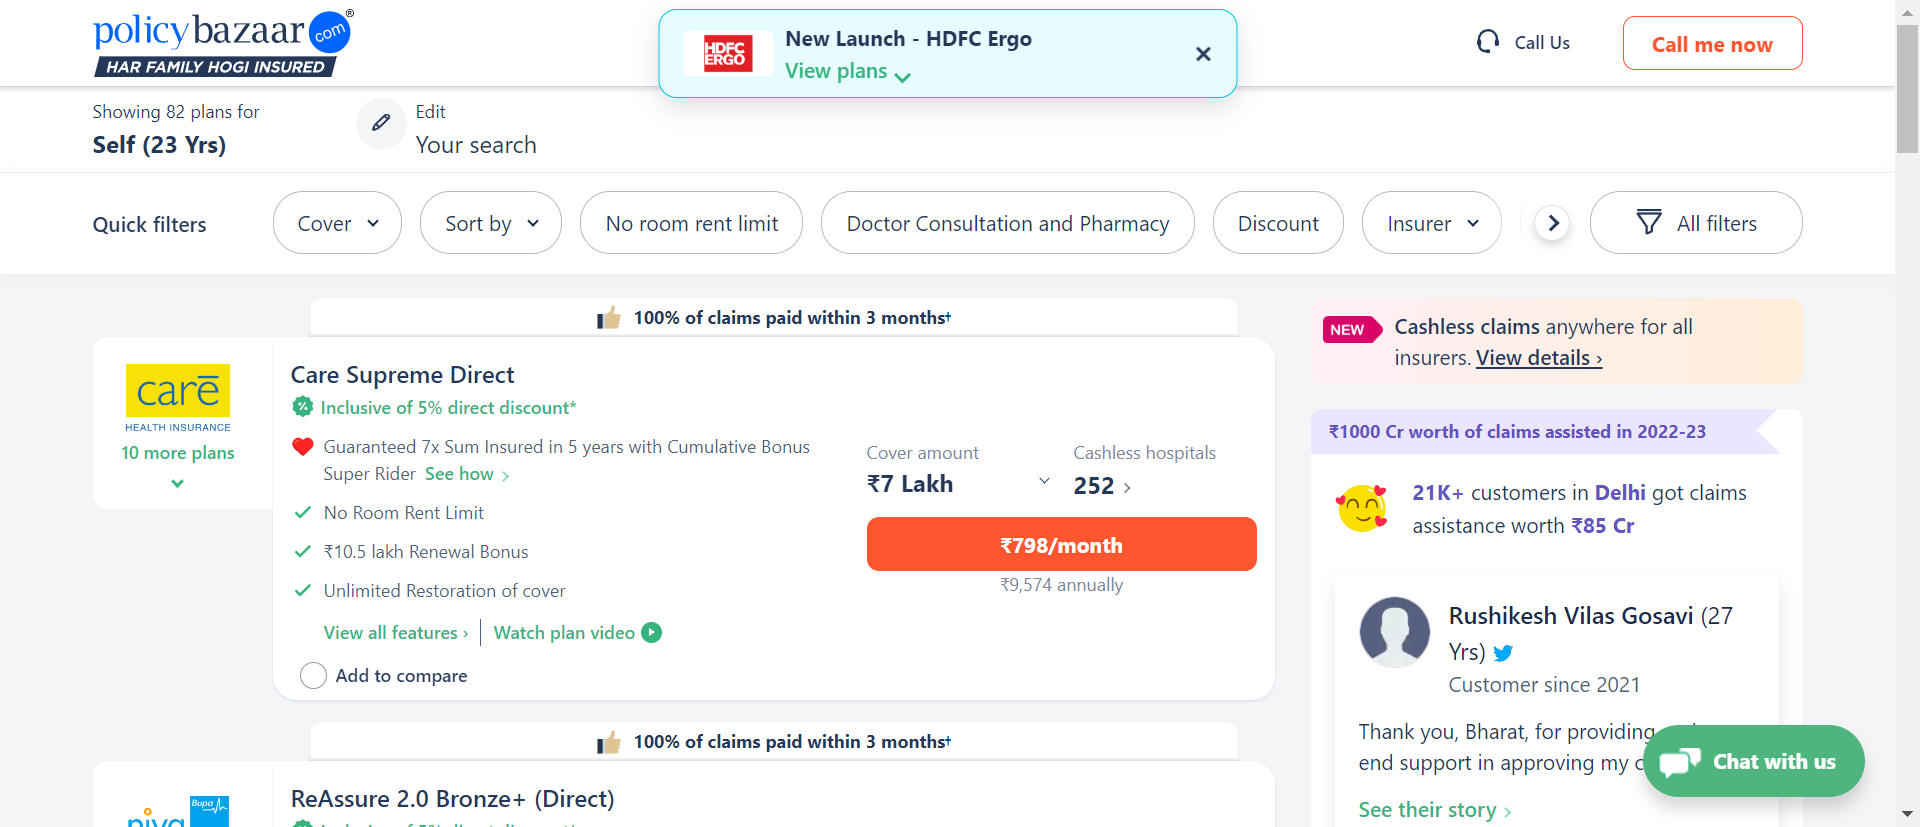 policybazaar.com®
HAR FAMILY HOGI INSURED
HDFC
ERGO
New Launch - HDFC Ergo
View plans
Call Us
Call me now
Showing 82 plans for
Self (23 Yrs)
Edit
Your search
Quick filters
Cover
Sort by
No room rent limit
Doctor Consultation and Pharmacy
Discount
Insurer
All filters
100% of claims paid within 3 months†
care
HEALTH INSURANCE
10 more plans
Care Supreme Direct
Inclusive of 5% direct discount*
Guaranteed 7x Sum Insured in 5 years with Cumulative Bonus
Super Rider See how ›
No Room Rent Limit
₹10.5 lakh Renewal Bonus
Unlimited Restoration of cover
View all features › | Watch plan video
Add to compare
Cover amount
₹7 Lakh
Cashless hospitals
252 ›
₹798/month
₹9,574 annually
100% of claims paid within 3 months†
niva
Bupa
ReAssure 2.0 Bronze+ (Direct)
NEW
Cashless claims anywhere for all
insurers. View details ›
₹1000 Cr worth of claims assisted in 2022-23
21K+ customers in Delhi got claims
assistance worth ₹85 Cr
Rushikesh Vilas Gosavi (27
Yrs)
Customer since 2021
Thank you, Bharat, for providing
end support in approving my
See their story ›
Chat with us